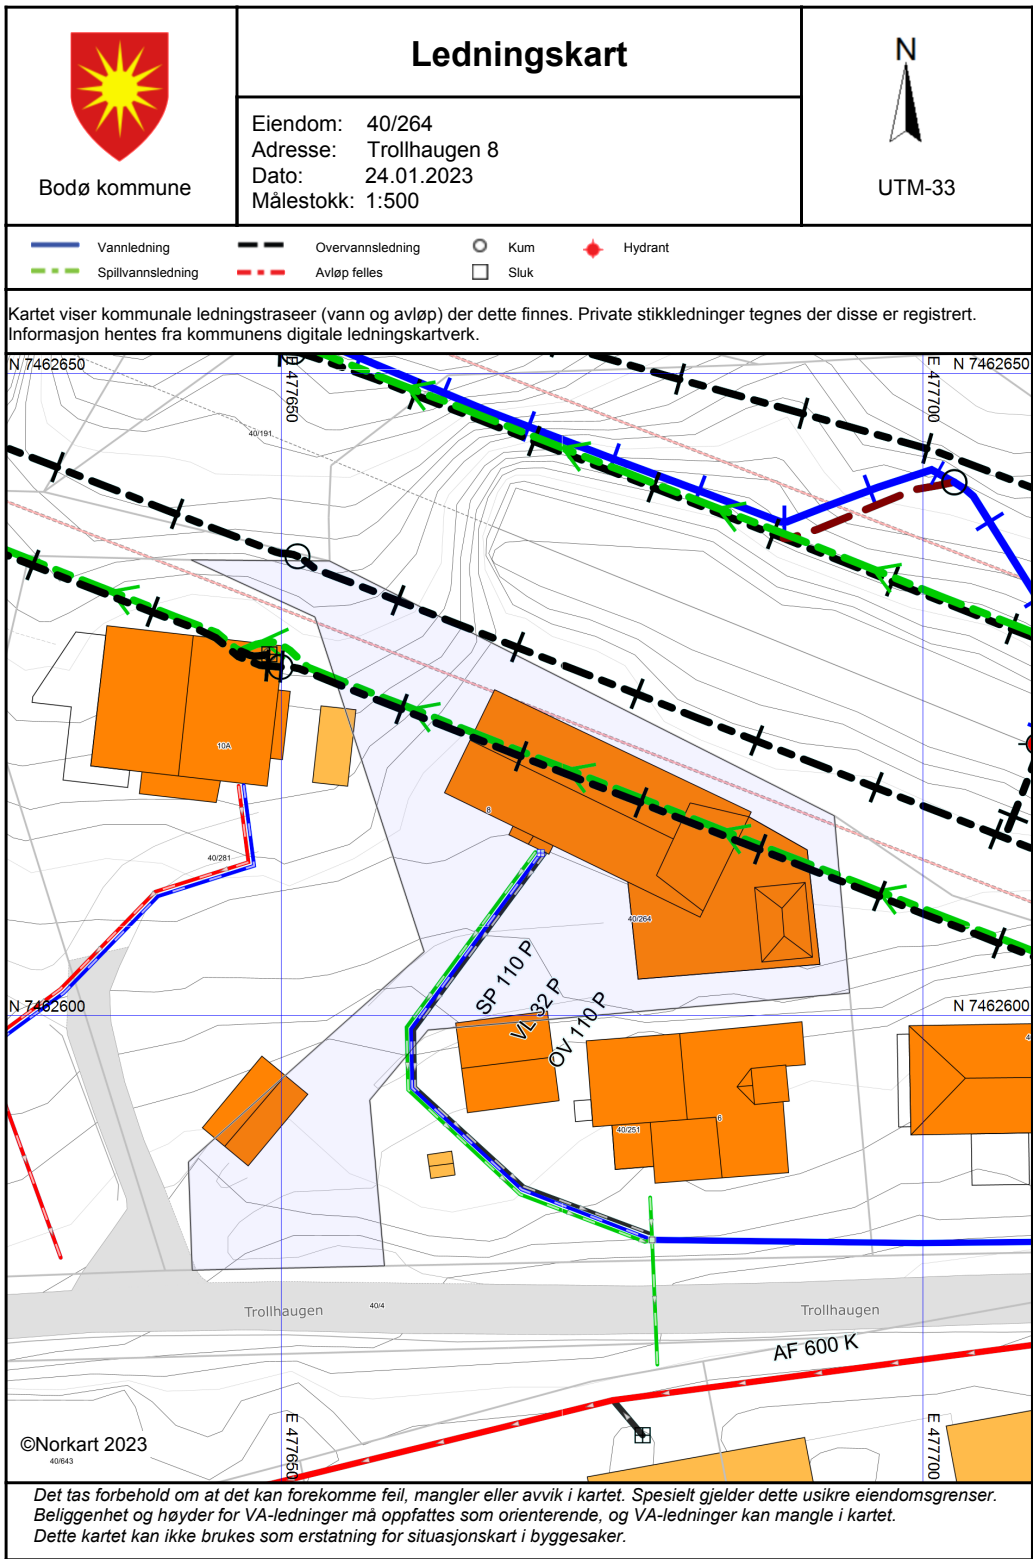 Ledningskart
N
Eiendom: 40/264
Adresse: Trollhaugen 8
Dato: 24.01.2023
Målestokk: 1:500
Bodø kommune
UTM-33
Vannledning
Overvannsledning
Kum
Hydrant
Spillvannsledning
Avløp felles
Sluk
Kartet viser kommunale ledningstraseer (vann og avløp) der dette finnes. Private stikkledninger tegnes der disse er registrert.
Informasjon hentes fra kommunens digitale ledningskartverk.
N 7462650
E 477650
E 477700
N 7462650
40/191
10A
8
40/281
40/264
SP 110 P
VL 32 P
OV 110 P
N 7462600
N 7462600
4
40/251
6
Trollhaugen
40/4
Trollhaugen
AF 600 K
E 477650
E 477700
©Norkart 2023
40/643
Det tas forbehold om at det kan forekomme feil, mangler eller avvik i kartet. Spesielt gjelder dette usikre eiendomsgrenser.
Beliggenhet og høyder for VA-ledninger må oppfattes som orienterende, og VA-ledninger kan mangle i kartet.
Dette kartet kan ikke brukes som erstatning for situasjonskart i byggesaker.